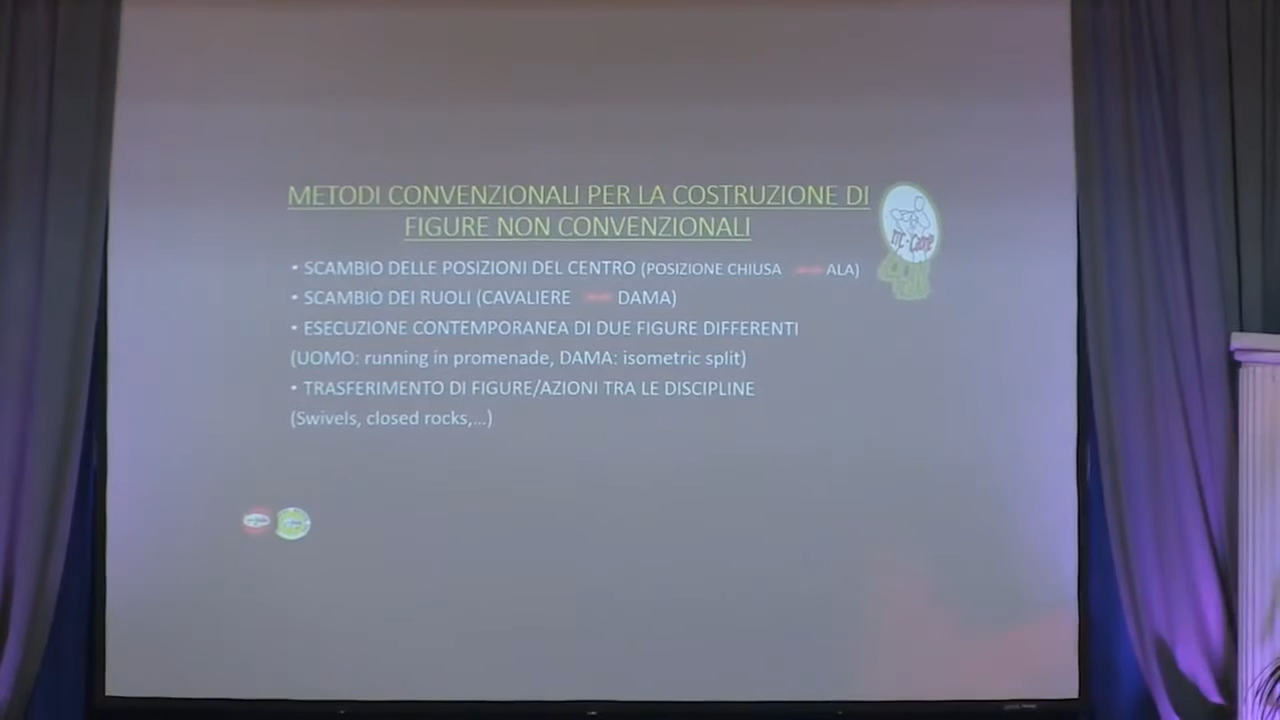 METODI CONVENZIONALI PER LA COSTRUZIONE DI
FIGURE NON CONVENZIONALI
• SCAMBIO DELLE POSIZIONI DEL CENTRO (POSIZIONE CHIUSA ALA)
• SCAMBIO DEI RUOLI (CAVALIERE DAMA)
• ESECUZIONE CONTEMPORANEA DI DUE FIGURE DIFFERENTI
(UOMO: running in promenade, DAMA: isometric split)
• TRASFERIMENTO DI FIGURE/AZIONI TRA LE DISCIPLINE
(Swivels, closed rocks,...)